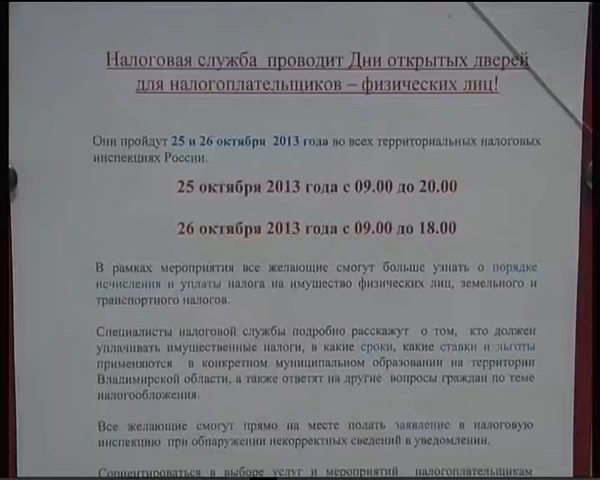 Налоговая служба проводит Дни открытых дверей
для налогоплательщиков – физических лиц!
Они пройдут 25 и 26 октября 2013 года во всех территориальных налоговых
инспекциях России.
25 октября 2013 года с 09.00 до 20.00
26 октября 2013 года с 09.00 до 18.00
В рамках мероприятия все желающие смогут больше узнать о порядке
исчисления и уплаты налога на имущество физических лиц, земельного и
транспортного налогов.
Специалисты налоговой службы подробно расскажут о том, кто должен
уплачивать имущественные налоги, в какие сроки, какие ставки и льготы
применяются в конкретном муниципальном образовании на территории
Владимирской области, а также ответят на другие вопросы граждан по теме
налогообложения.
Все желающие смогут прямо на месте подать заявление в налоговую
инспекцию при обнаружении некорректных сведений в уведомлении.
Сориентироваться в выборе услуг и мероприятий налогоплательщикам